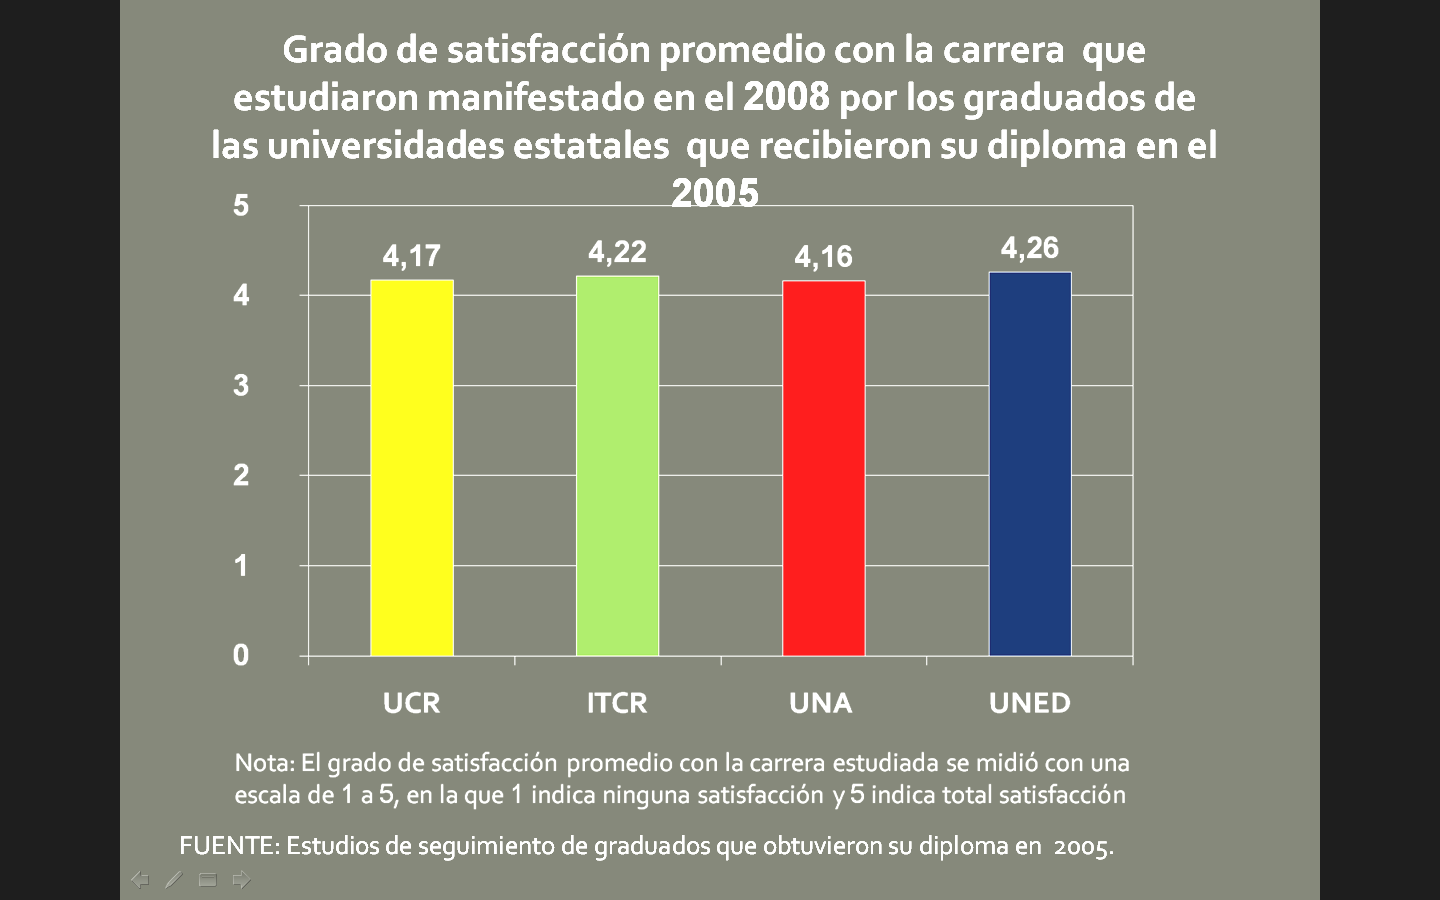 Grado de satisfacción promedio con la carrera que
estudiaron manifestado en el 2008 por los graduados de
las universidades estatales que recibieron su diploma en el
2005
5
4,17
4,22
4,16
4,26
4
3
2
1
0
UCR
ITCR
UNA
UNED
Nota: El grado de satisfacción promedio con la carrera estudiada se midió con una
escala de 1 a 5, en la que 1 indica ninguna satisfacción y 5 indica total satisfacción
FUENTE: Estudios de seguimiento de graduados que obtuvieron su diploma en 2005.